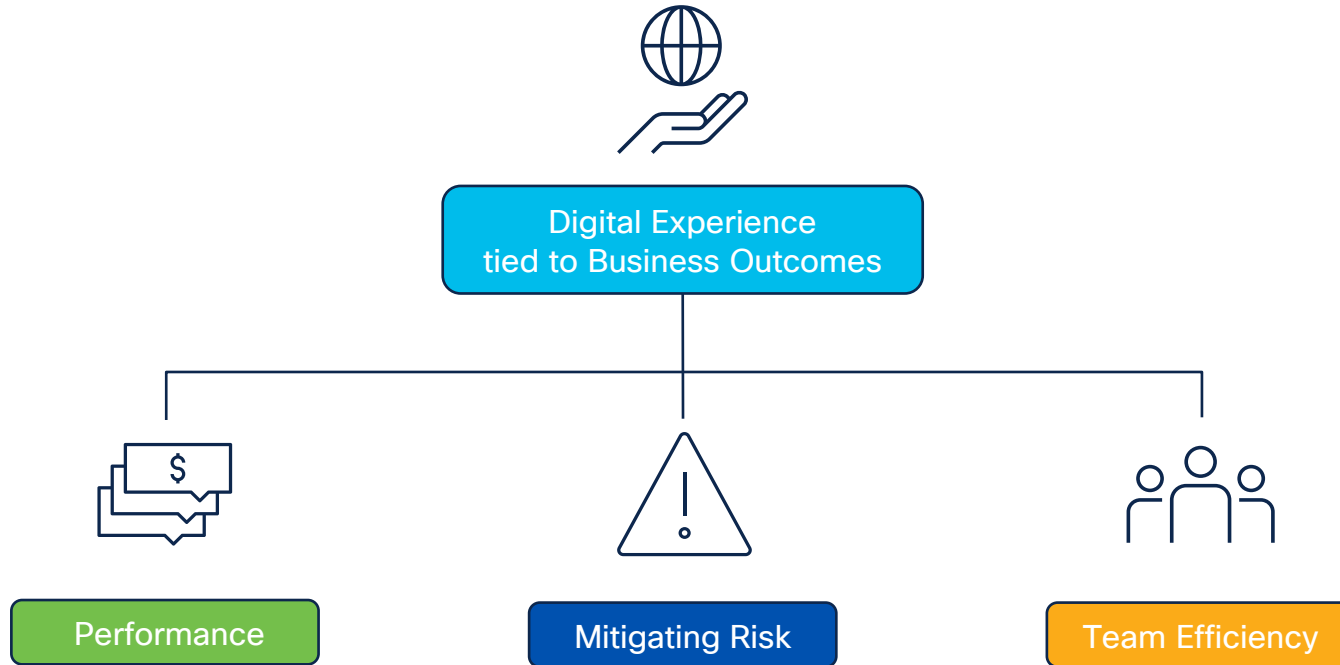 Digital Experience
tied to Business Outcomes
$
Performance
Mitigating Risk
Team Efficiency